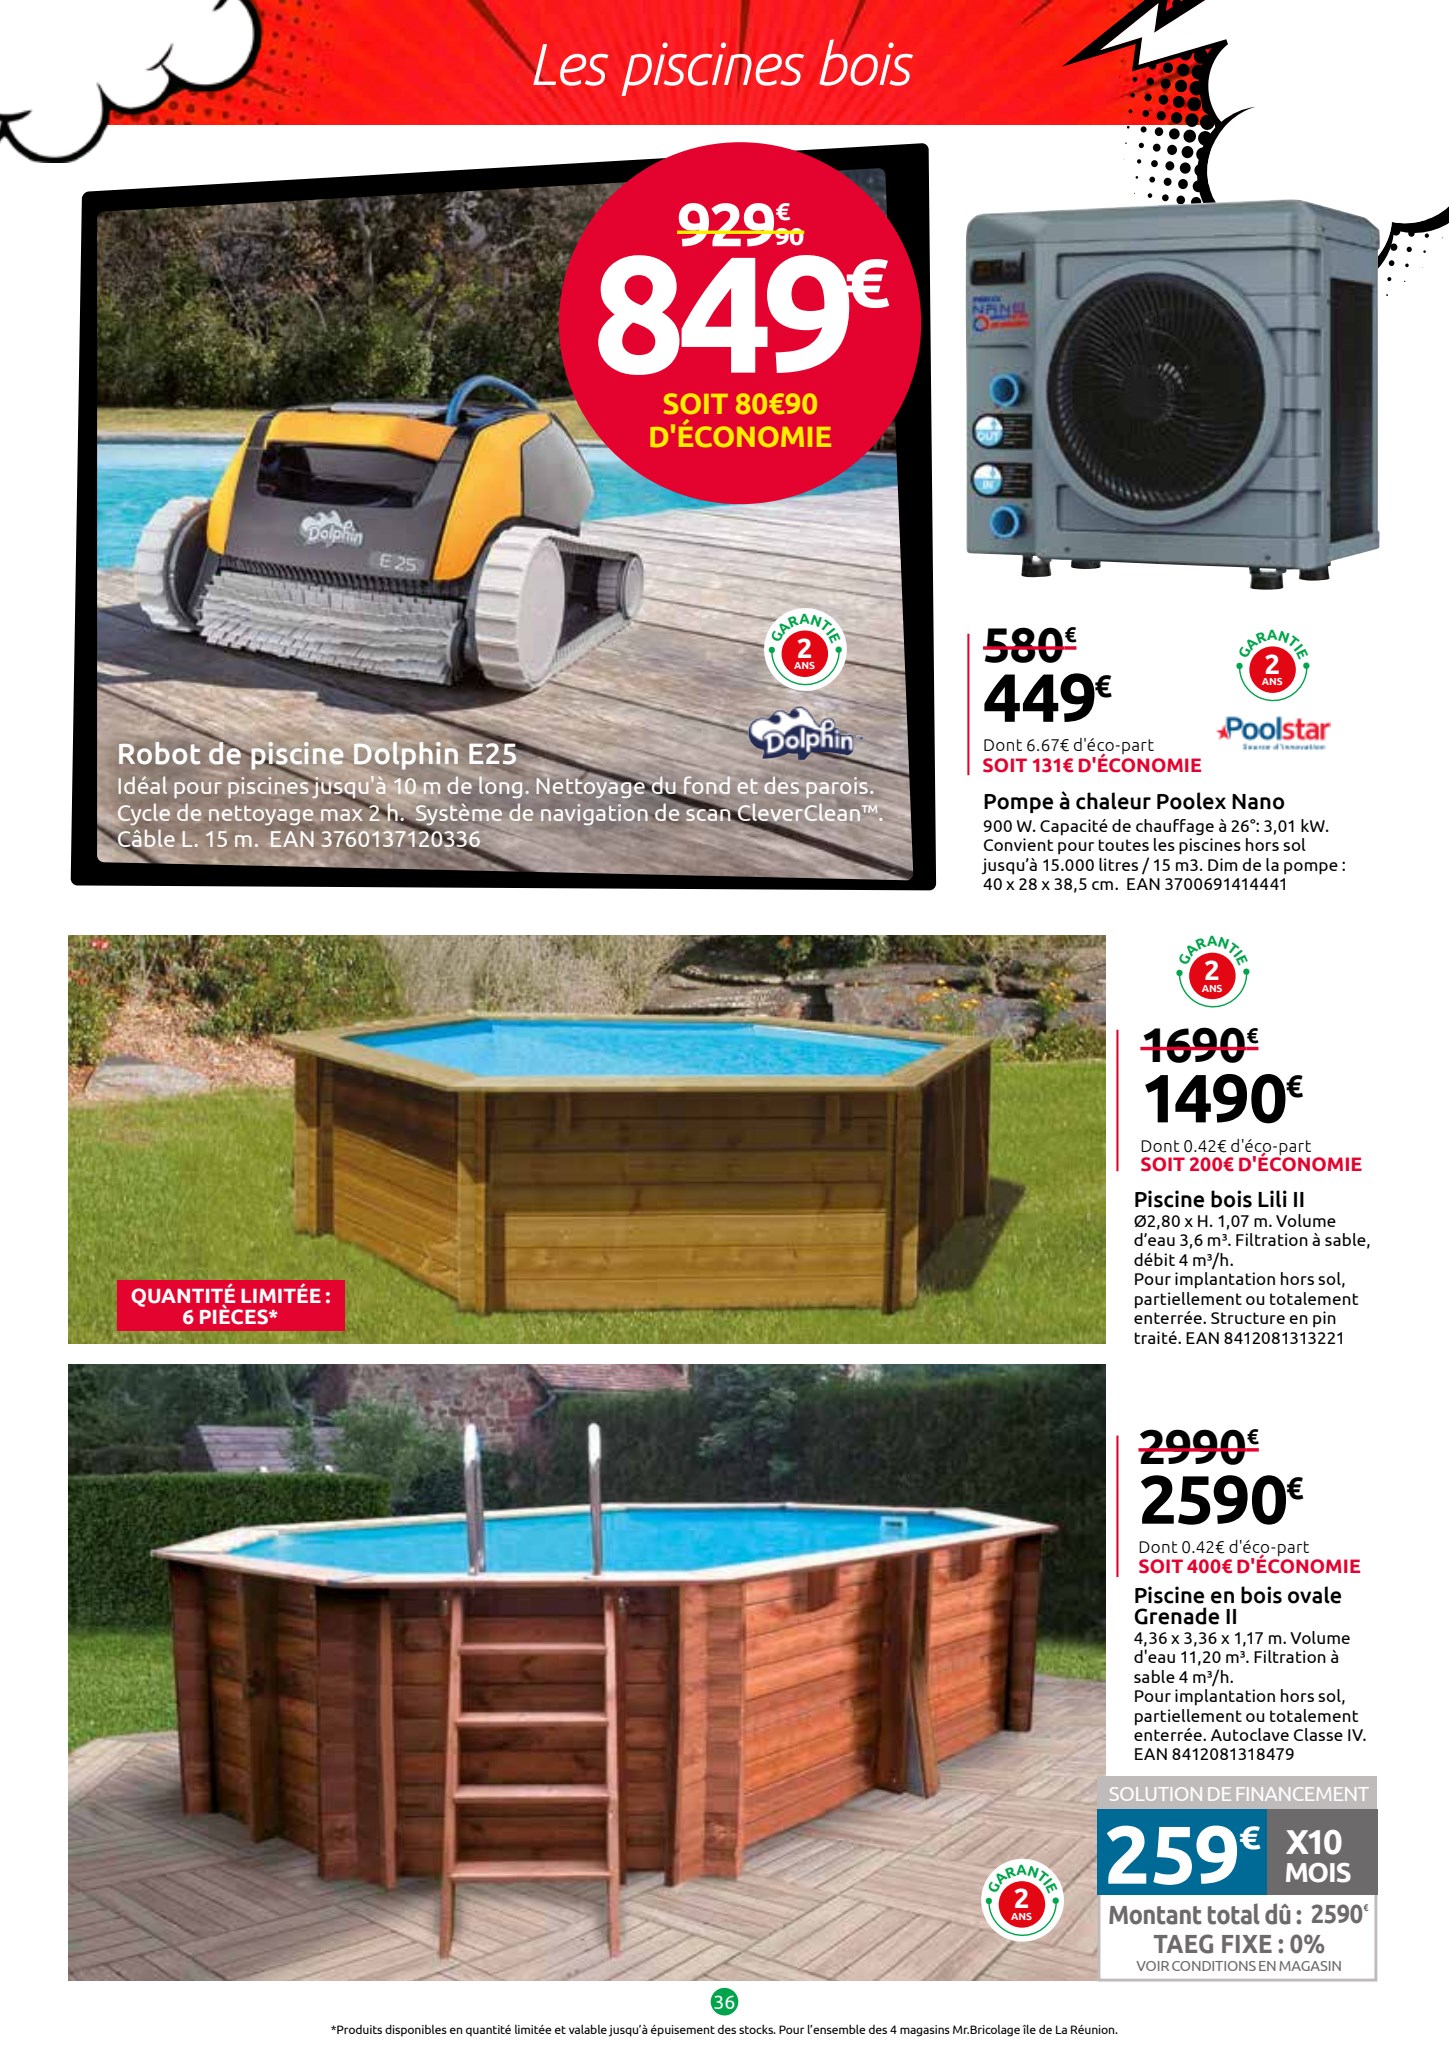 Les piscines bois
929€90
849€
SOIT 80€90
D'ÉCONOMIE
Dolphin
E 25
GARANTIE
2
ANS
Dolphin
Robot de piscine Dolphin E25
Idéal pour piscines jusqu'à 10 m de long. Nettoyage du fond et des parois.
Cycle de nettoyage max 2 h. Système de navigation de scan CleverClean™.
Câble L. 15 m. EAN 3760137120336
OUT
IN
580€
449€
Dont 6.67€ d'éco-part
SOIT 131€ D'ÉCONOMIE
GARANTIE
2
ANS
Poolstar
Source d'innovation
Pompe à chaleur Poolex Nano
900 W. Capacité de chauffage à 26°: 3,01 kW.
Convient pour toutes les piscines hors sol
jusqu'à 15.000 litres / 15 m3. Dim de la pompe :
40 x 28 x 38,5 cm. EAN 3700691414441
QUANTITÉ LIMITÉE :
6 PIÈCES*
GARANTIE
2
ANS
1690€
1490€
Dont 0.42€ d'éco-part
SOIT 200€ D'ÉCONOMIE
Piscine bois Lili II
Ø2,80 x H. 1,07 m. Volume
d'eau 3,6 m³. Filtration à sable,
débit 4 m³/h.
Pour implantation hors sol,
partiellement ou totalement
enterrée. Structure en pin
traité. EAN 8412081313221
2990€
2590€
Dont 0.42€ d'éco-part
SOIT 400€ D'ÉCONOMIE
Piscine en bois ovale
Grenade II
4,36 x 3,36 x 1,17 m. Volume
d'eau 11,20 m³. Filtration à
sable 4 m³/h.
Pour implantation hors sol,
partiellement ou totalement
enterrée. Autoclave Classe IV.
EAN 8412081318479
GARANTIE
2
ANS
SOLUTION DE FINANCEMENT
259€ X10
MOIS
Montant total dû : 2590€
TAEG FIXE : 0%
VOIR CONDITIONS EN MAGASIN
36
*Produits disponibles en quantité limitée et valable jusqu'à épuisement des stocks. Pour l'ensemble des 4 magasins Mr.Bricolage île de La Réunion.